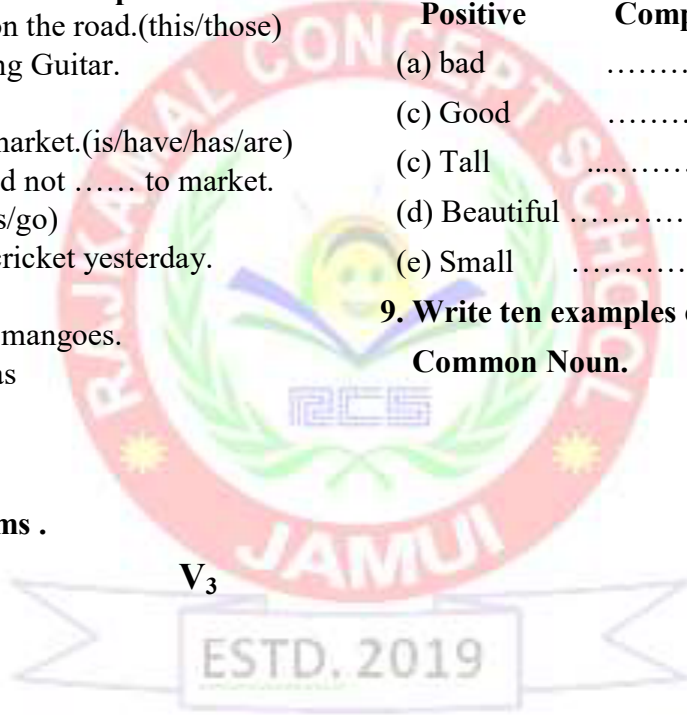 on the road.(this/those)
ng Guitar.
market.(is/have/has/are)
d not …… to market.
s/go)
cricket yesterday.
mangoes.
as
ms .
V₃
Positive Comp
(a) bad ………
(c) Good ………
(c) Tall ....………
(d) Beautiful …………
(e) Small …………
9. Write ten examples
Common Noun.
RAJKAMAL CONCEPT SCHOOL
RCS
JAMUI
ESTD. 2019